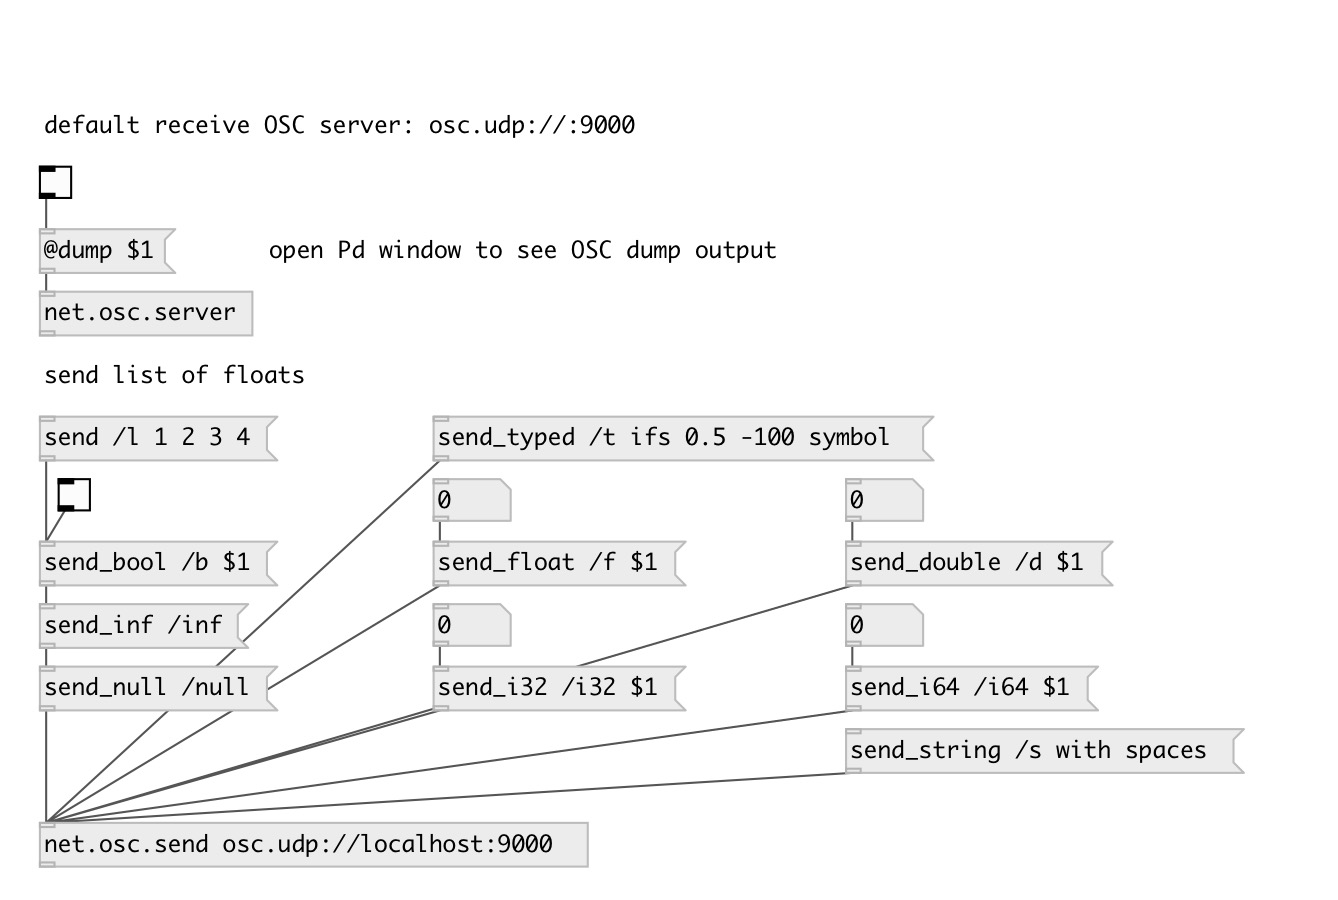 default receive OSC server: osc.udp://:9000
@dump $1
open Pd window to see OSC dump output
net.osc.server
send list of floats
send /l 1 2 3 4
send_typed /t ifs 0.5 -100 symbol
0
0
send_bool /b $1
send_float /f $1
send_double /d $1
send_inf /inf
0
0
send_null /null
send_i32 /i32 $1
send_i64 /i64 $1
send_string /s with spaces
net.osc.send osc.udp://localhost:9000